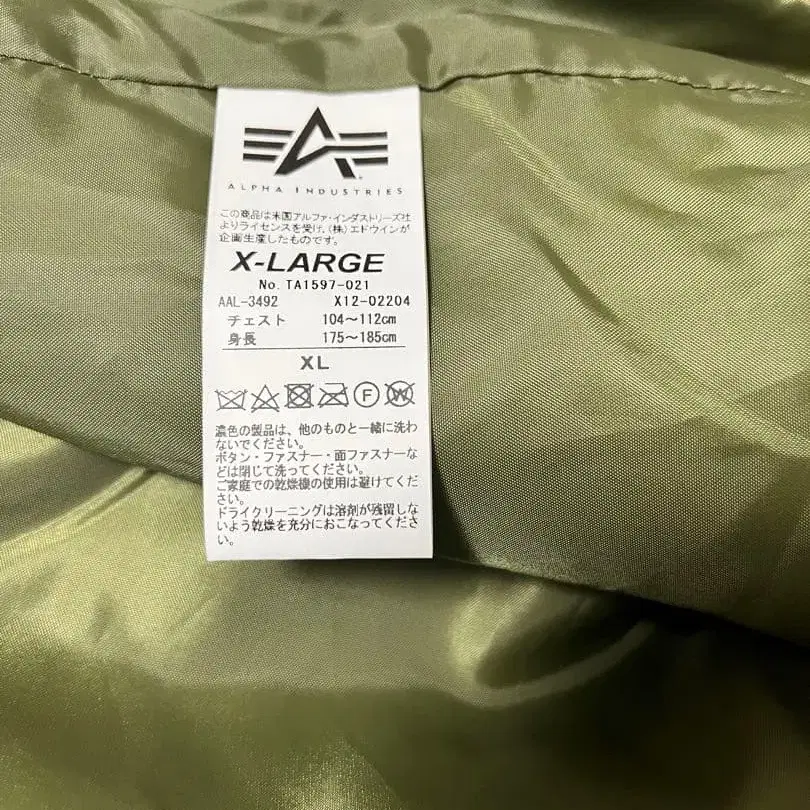 ALPHA INDUSTRIES
この商品は米国アルファ・インダストリーズ社
よりライセンスを受け、(株)エドウインが
企画生産したものです。
X-LARGE
No. TA1597-021
AAL-3492 X12-02204
チェスト 104～112cm
身長 175～185cm
XL
F W
濃色の製品は、他のものと一緒に洗わ
ないでください。
ボタン・ファスナー・面ファスナーな
どは閉じて洗ってください。
ご家庭での乾燥機の使用は避けてくだ
さい。
ドライクリーニングは溶剤が残留しな
いよう乾燥を充分におこなってくださ
い。